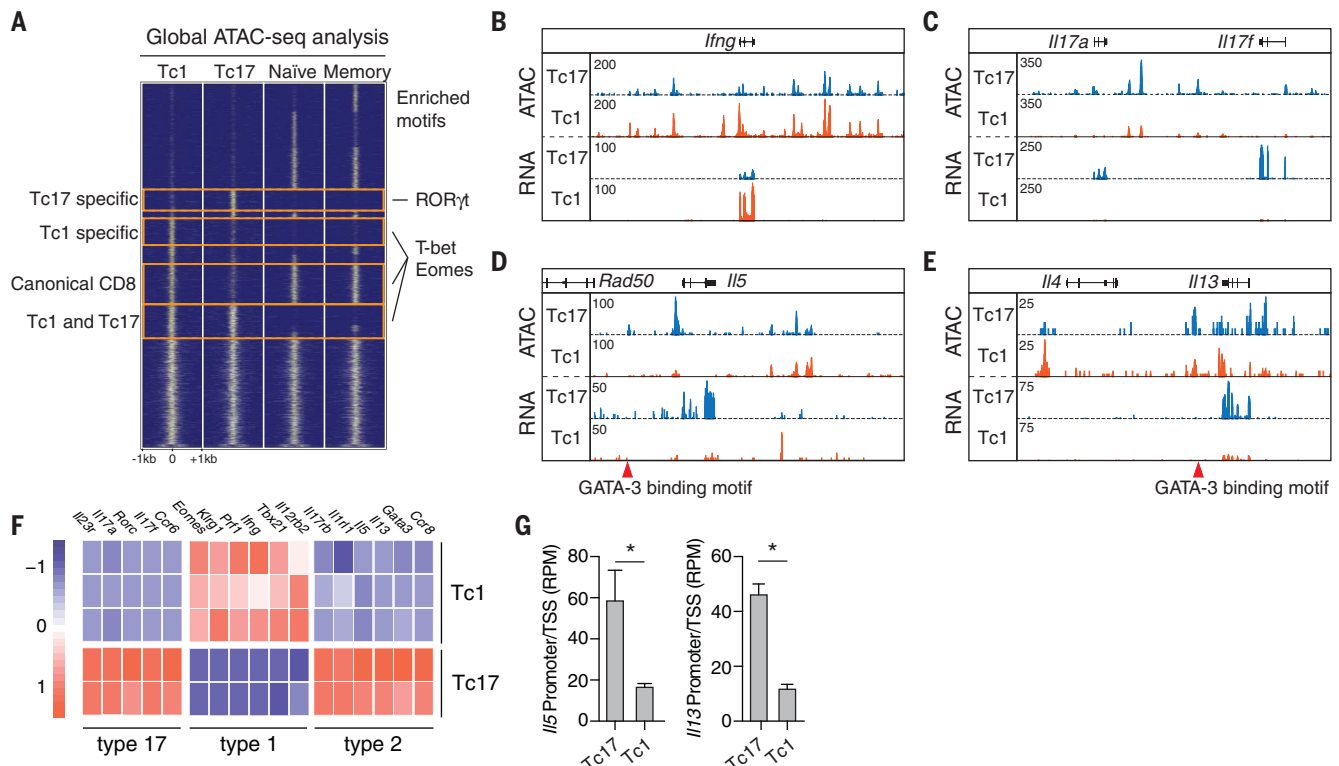 A
Global ATAC-seq analysis
Tc1 Tc17 Naïve Memory
Enriched
motifs
Tc17 specific
RORγt
Tc1 specific
T-bet
Eomes
Canonical CD8
Tc1 and Tc17
-1kb 0 +1kb
B
Ifng
ATAC
Tc17
200
Tc1
200
RNA
Tc17
100
Tc1
100
C
Il17a Il17f
ATAC
Tc17
350
Tc1
350
RNA
Tc17
250
Tc1
250
D
Rad50 Il5
ATAC
Tc17
100
Tc1
100
RNA
Tc17
50
Tc1
50
GATA-3 binding motif
E
Il4 Il13
ATAC
Tc17
25
Tc1
25
RNA
Tc17
75
Tc1
75
GATA-3 binding motif
F
Il23r Il17a Rorc Il17f Ccr6 Eomes Klrg1 Prf1 Ifng Tbx21 Il12rb2 Il17rb Il1rl1 Il5 Il13 Gata3 Ccr8
−1
0
1
Tc1
Tc17
type 17 type 1 type 2
G
Il5 Promoter/TSS (RPM)
80
60
40
20
0
*
Tc17 Tc1
Il13 Promoter/TSS (RPM)
60
40
20
0
*
Tc17 Tc1